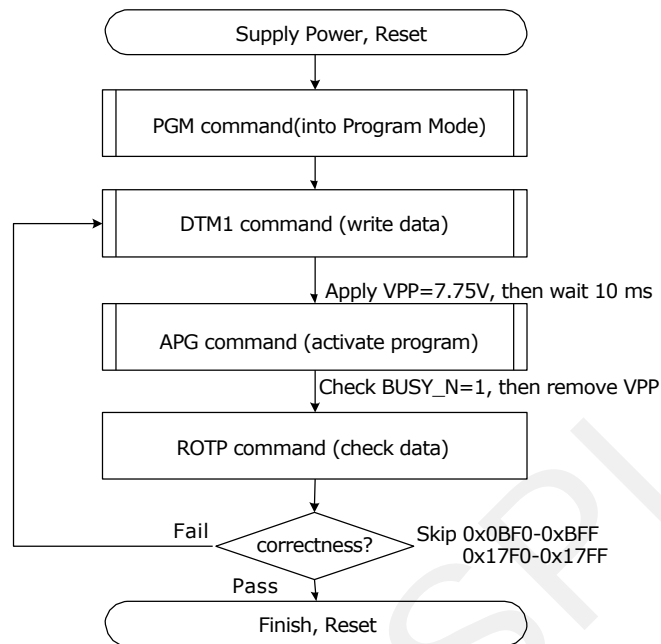 Supply Power, Reset
PGM command(into Program Mode)
DTM1 command (write data)
Apply VPP=7.75V, then wait 10 ms
APG command (activate program)
Check BUSY_N=1, then remove VPP
ROTP command (check data)
Fail
correctness?
Skip 0x0BF0-0xBFF
0x17F0-0x17FF
Pass
Finish, Reset
SPI